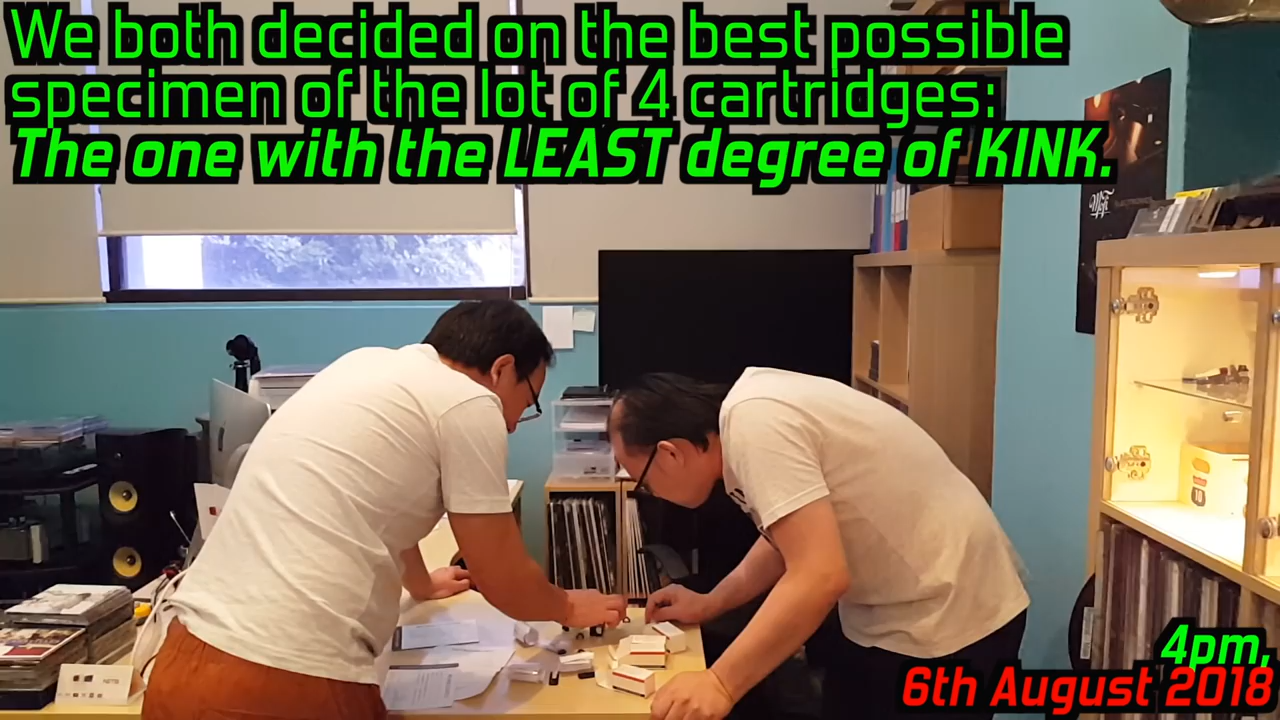 We both decided on the best possible
specimen of the lot of 4 cartridges:
The one with the LEAST degree of KINK.
4pm,
6th August 2018